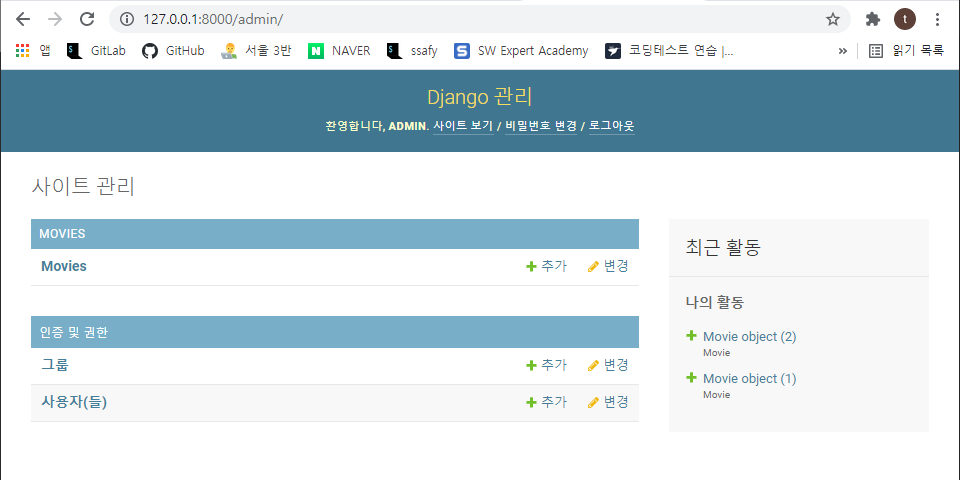 127.0.0.1:8000/admin/
t
앱 GitLab GitHub 서울 3반 NAVER ssafy SW Expert Academy 코딩테스트 연습 |... » 읽기 목록
Django 관리
환영합니다, ADMIN. 사이트 보기 / 비밀번호 변경 / 로그아웃
사이트 관리
MOVIES
Movies 추가 변경
인증 및 권한
그룹 추가 변경
사용자(들) 추가 변경
최근 활동
나의 활동
Movie object (2)
Movie
Movie object (1)
Movie